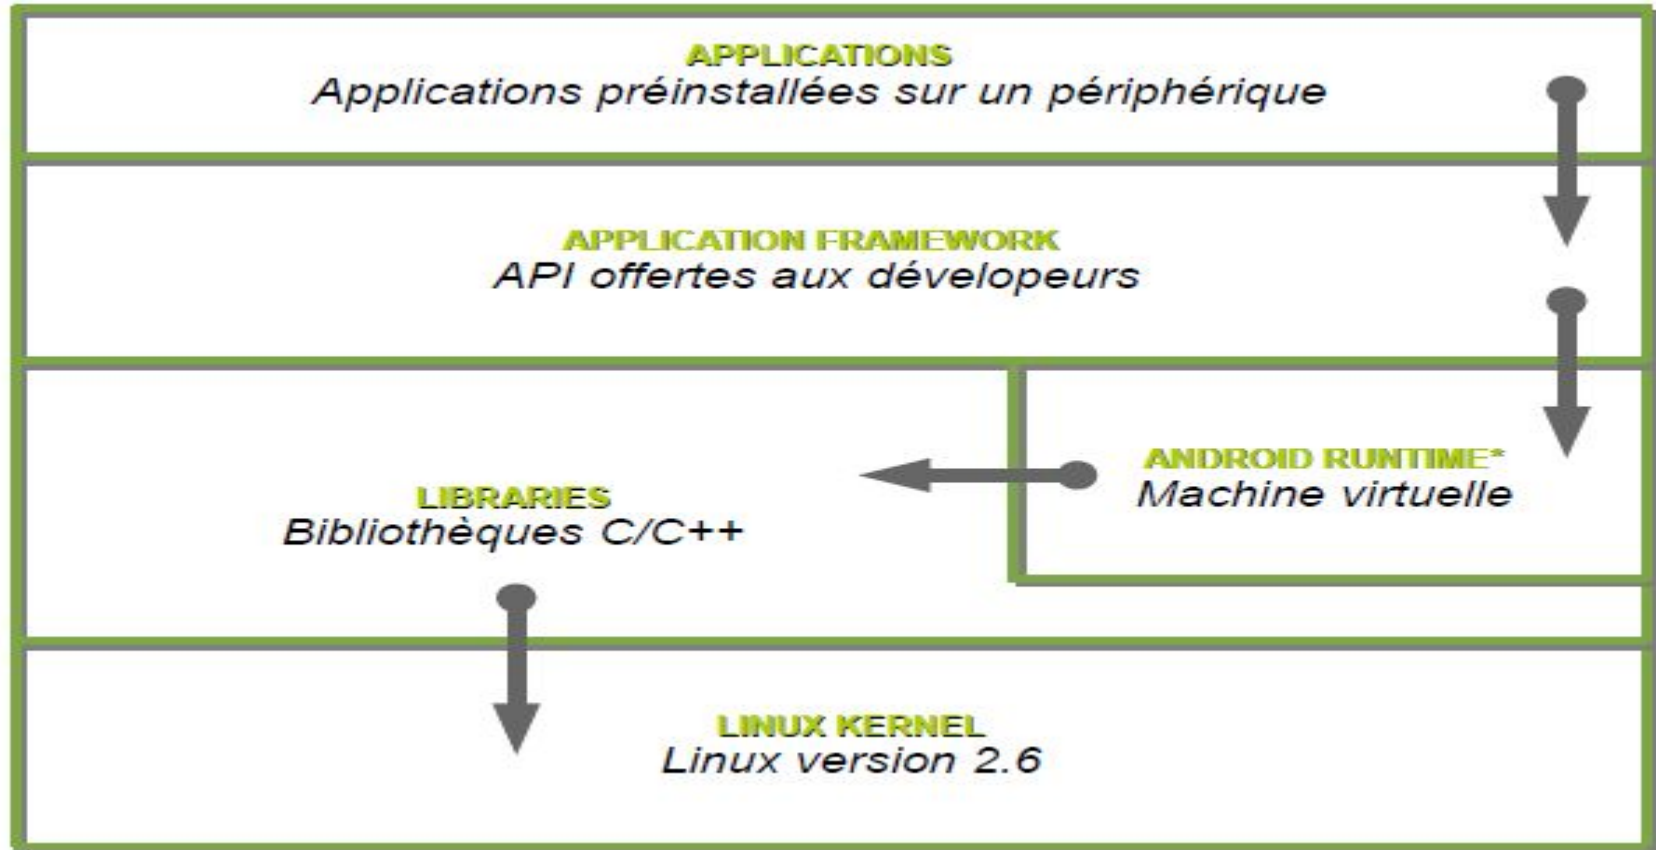 APPLICATIONS
Applications préinstallées sur un périphérique
APPLICATION FRAMEWORK
API offertes aux dévelopeurs
ANDROID RUNTIME*
Machine virtuelle
LIBRARIES
Bibliothèques C/C++
LINUX KERNEL
Linux version 2.6